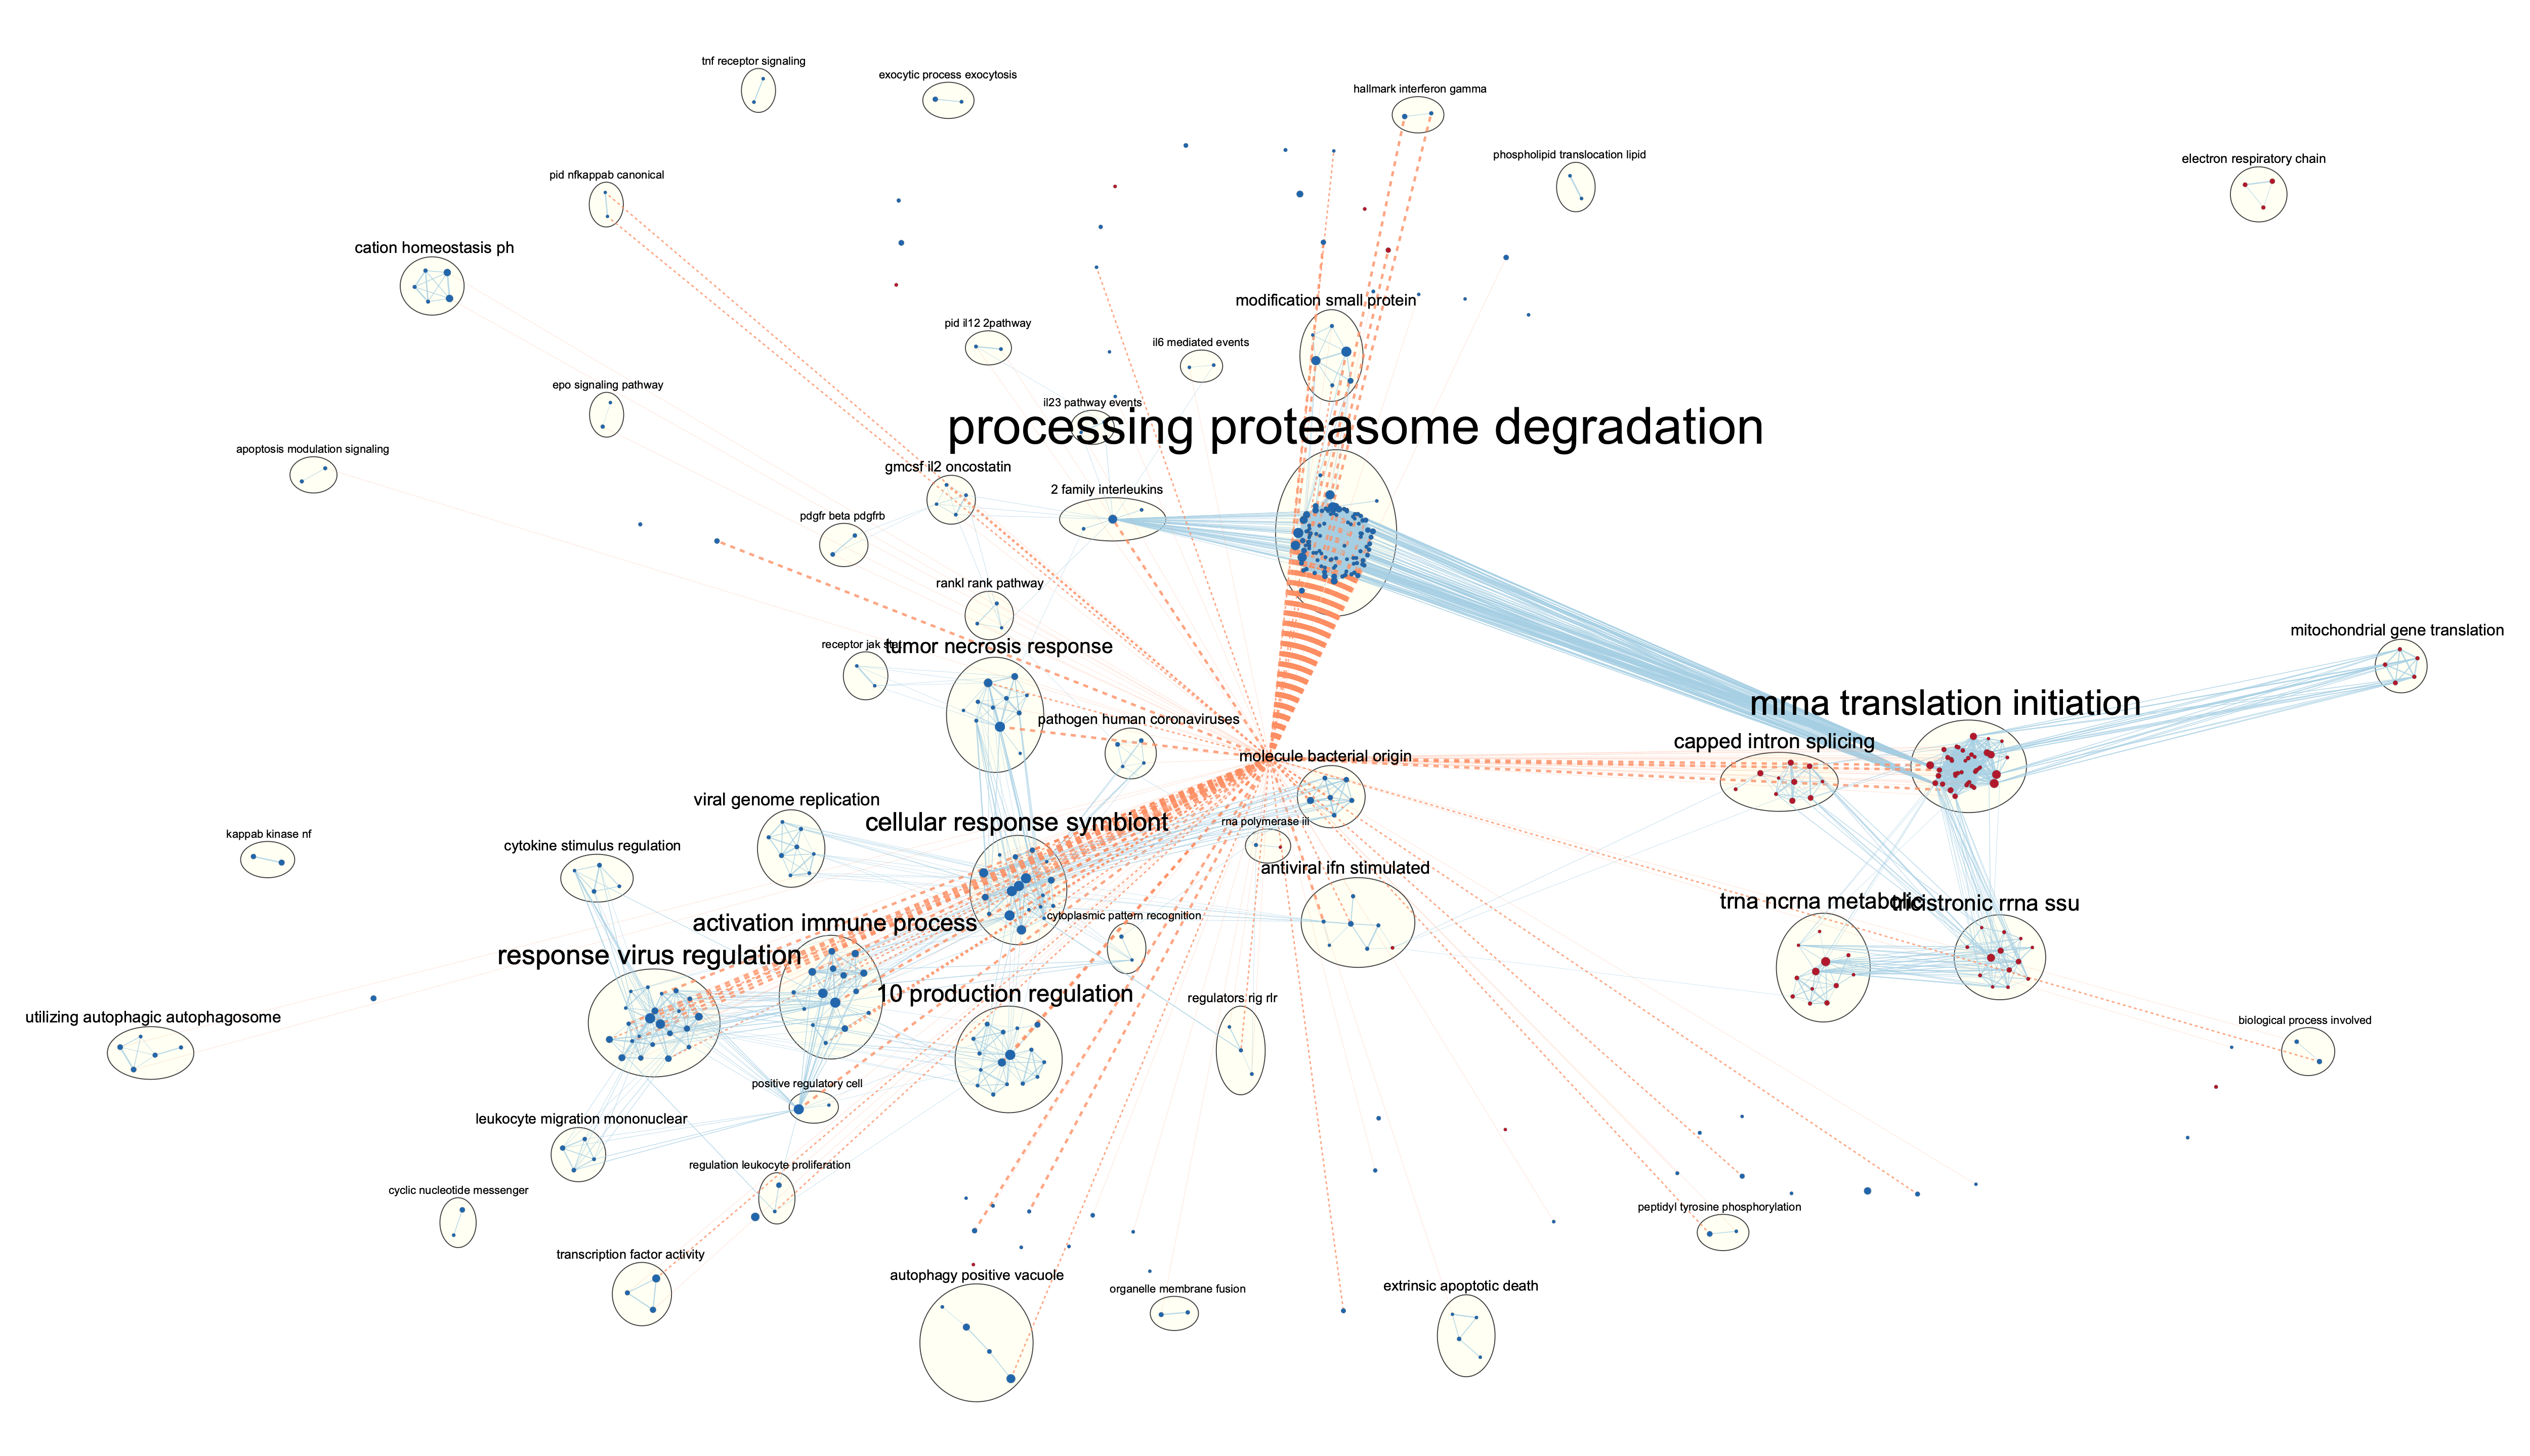 tnf receptor signaling
exocytic process exocytosis
hallmark interferon gamma
phospholipid translocation lipid
electron respiratory chain
pid nfkappab canonical
cation homeostasis ph
modification small protein
pid il12 2pathway
il6 mediated events
epo signaling pathway
il23 pathway events
processing proteasome degradation
apoptosis modulation signaling
gmcsf il2 oncostatin
2 family interleukins
pdgfr beta pdgfrb
rankl rank pathway
receptor jak stat
tumor necrosis response
mitochondrial gene translation
mrna translation initiation
pathogen human coronaviruses
capped intron splicing
molecule bacterial origin
viral genome replication
cellular response symbiont
rna polymerase iii
kappab kinase nf
cytokine stimulus regulation
antiviral ifn stimulated
trna ncrna metabolic
tricistronic rrna ssu
cytoplasmic pattern recognition
activation immune process
response virus regulation
10 production regulation
regulators rig rlr
utilizing autophagic autophagosome
biological process involved
positive regulatory cell
leukocyte migration mononuclear
regulation leukocyte proliferation
cyclic nucleotide messenger
peptidyl tyrosine phosphorylation
transcription factor activity
autophagy positive vacuole
organelle membrane fusion
extrinsic apoptotic death